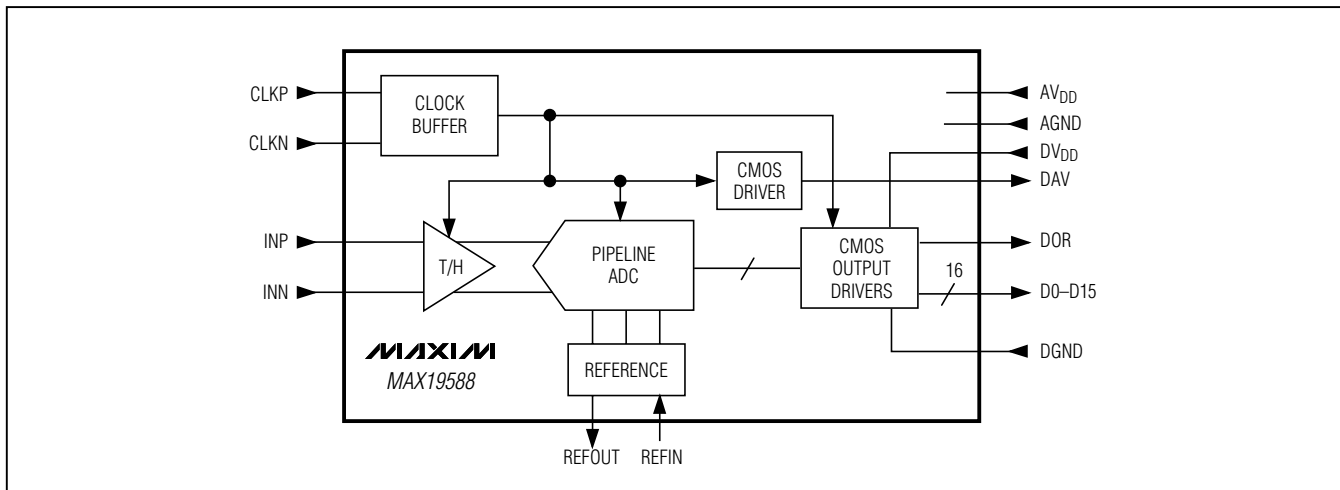 CLKP
CLKN
CLOCK
BUFFER
AVDD
AGND
DVDD
DAV
CMOS
DRIVER
INP
INN
T/H
PIPELINE
ADC
CMOS
OUTPUT
DRIVERS
DOR
16
D0–D15
DGND
MAXIM
MAX19588
REFERENCE
REFOUT
REFIN